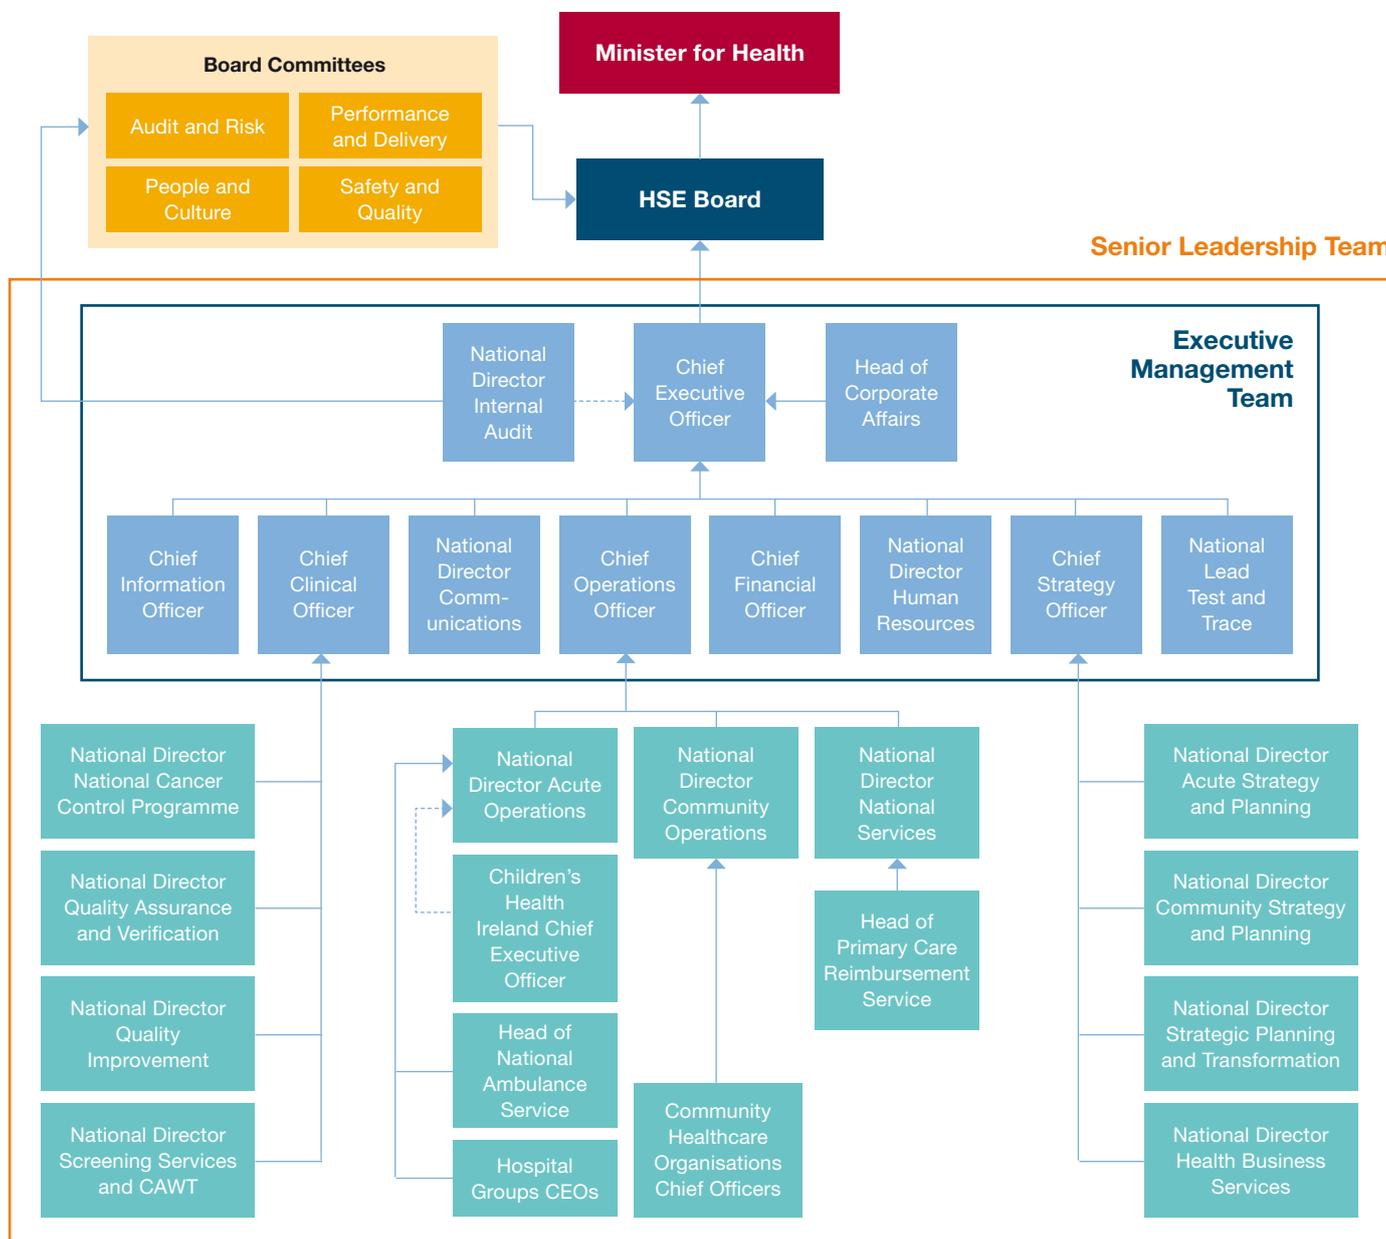 Minister for Health
Board Committees
Audit and Risk
Performance
and Delivery
People and
Culture
Safety and
Quality
HSE Board
Senior Leadership Team
Executive
Management
Team
National
Director
Internal
Audit
Chief
Executive
Officer
Head of
Corporate
Affairs
Chief
Information
Officer
Chief
Clinical
Officer
National
Director
Comm-
unications
Chief
Operations
Officer
Chief
Financial
Officer
National
Director
Human
Resources
Chief
Strategy
Officer
National
Lead
Test and
Trace
National Director
National Cancer
Control Programme
National Director
Quality Assurance
and Verification
National Director
Quality
Improvement
National Director
Screening Services
and CAWT
National
Director Acute
Operations
Children's
Health
Ireland Chief
Executive
Officer
Head of
National
Ambulance
Service
Hospital
Groups CEOs
National
Director
Community
Operations
Community
Healthcare
Organisations
Chief Officers
National
Director
National
Services
Head of
Primary Care
Reimbursement
Service
National Director
Acute Strategy
and Planning
National Director
Community Strategy
and Planning
National Director
Strategic Planning
and Transformation
National Director
Health Business
Services